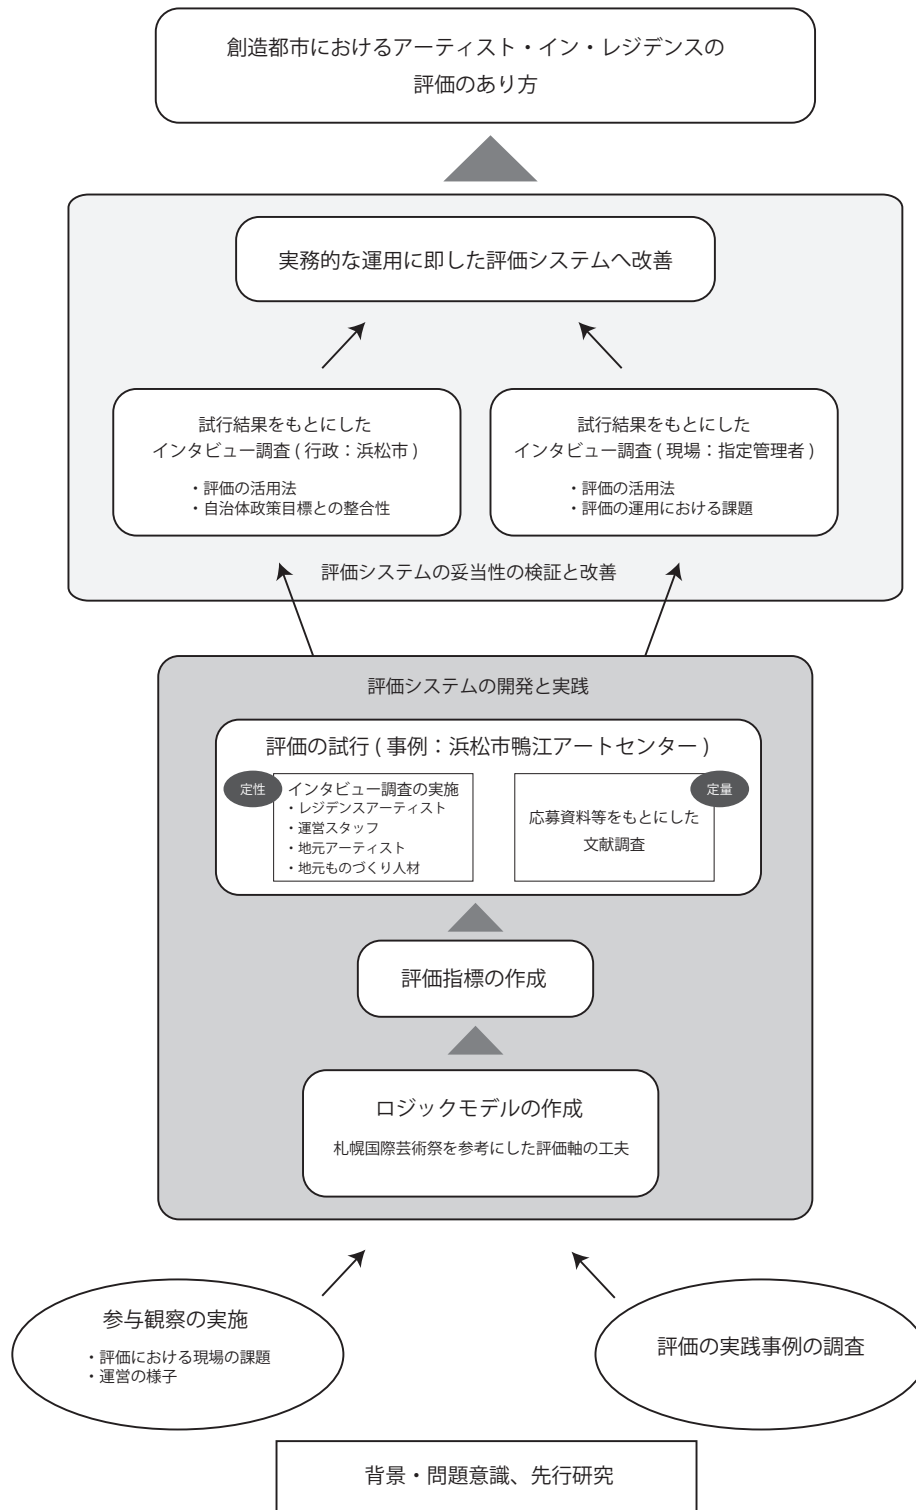 創造都市におけるアーティスト・イン・レジデンスの
評価のあり方
実務的な運用に即した評価システムへ改善
試行結果をもとにした
インタビュー調査 ( 行政：浜松市 )
・評価の活用法
・自治体政策目標との整合性
試行結果をもとにした
インタビュー調査 ( 現場：指定管理者 )
・評価の活用法
・評価の運用における課題
評価システムの妥当性の検証と改善
評価システムの開発と実践
評価の試行 ( 事例：浜松市鴨江アートセンター )
定性
インタビュー調査の実施
・レジデンスアーティスト
・運営スタッフ
・地元アーティスト
・地元ものづくり人材
定量
応募資料等をもとにした
文献調査
評価指標の作成
ロジックモデルの作成
札幌国際芸術祭を参考にした評価軸の工夫
参与観察の実施
・評価における現場の課題
・運営の様子
評価の実践事例の調査
背景・問題意識、先行研究